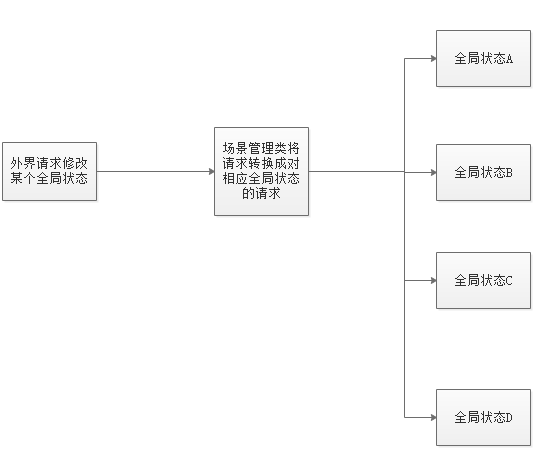 外界请求修改
某个全局状态
场景管理类将
请求转换成对
相应全局状态
的请求
全局状态A
全局状态B
全局状态C
全局状态D